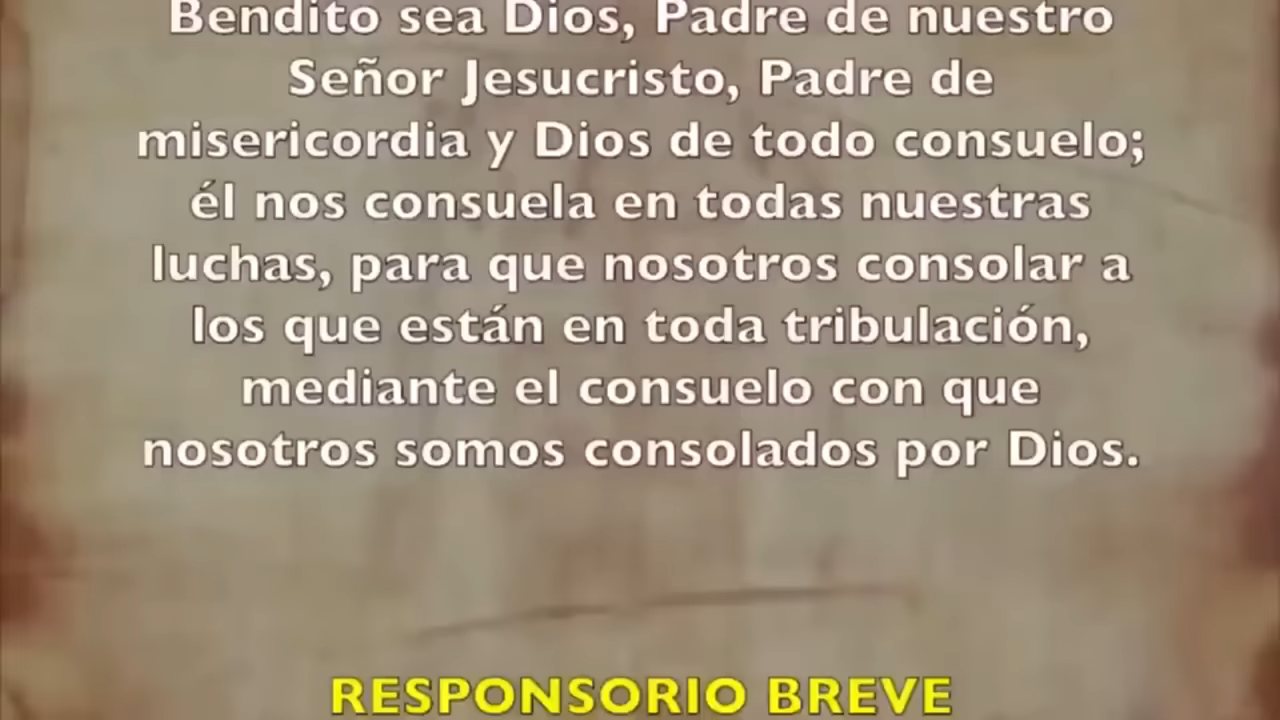 Bendito sea Dios, Padre de nuestro
Señor Jesucristo, Padre de
misericordia y Dios de todo consuelo;
él nos consuela en todas nuestras
luchas, para que nosotros consolar a
los que están en toda tribulación,
mediante el consuelo con que
nosotros somos consolados por Dios.
RESPONSORIO BREVE